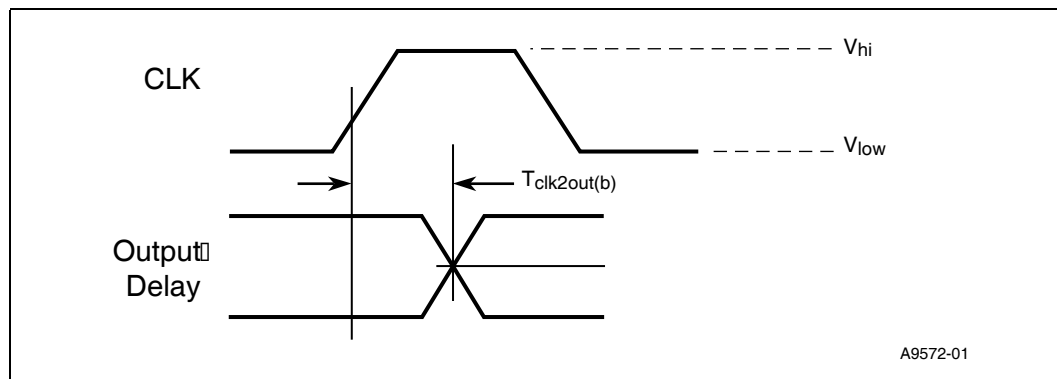 Vhi
CLK
Vlow
Tclk2out(b)
Output
Delay
A9572-01